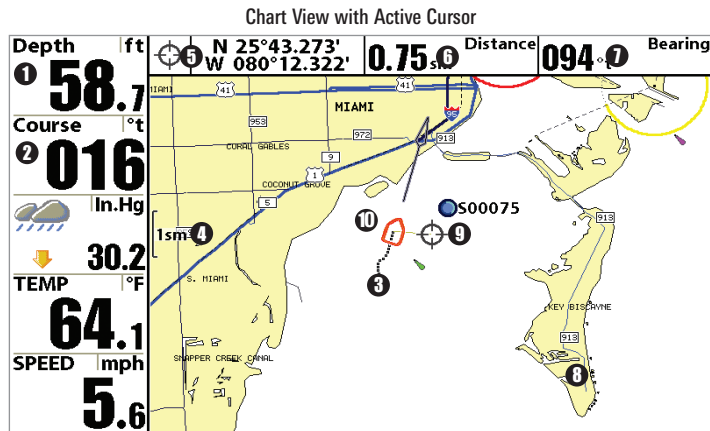 Chart View with Active Cursor
Depth ft
1 58.7
5 N 25°43.273'
W 080°12.322'
0.75s 6 Distance
094°t 7 Bearing
Course °t
2 016
In.Hg
30.2
TEMP °F
64.1
SPEED mph
5.6
MIAMI 41 41
MIAMI
95
953 972 913
CORAL GABLES
9
1
COCONUT GROVE
5
1sm 4
10 S00075
9
913
3
S. MIAMI
KEY BISCAYNE
913
SNAPPER CREEK CANAL
8